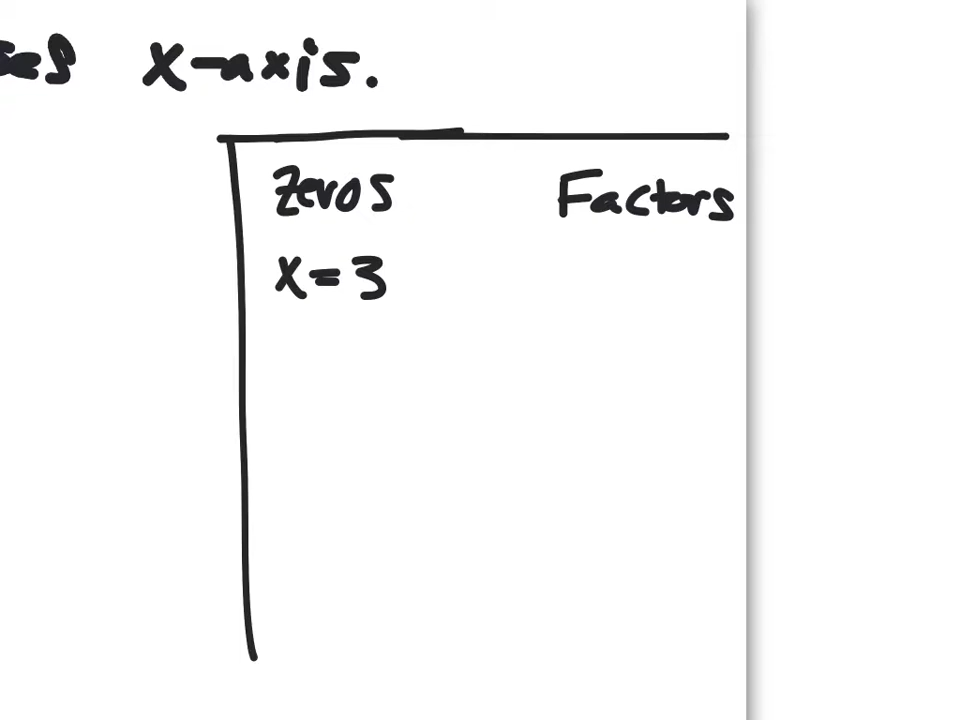 x-axis.
Zeros Factors
x=3